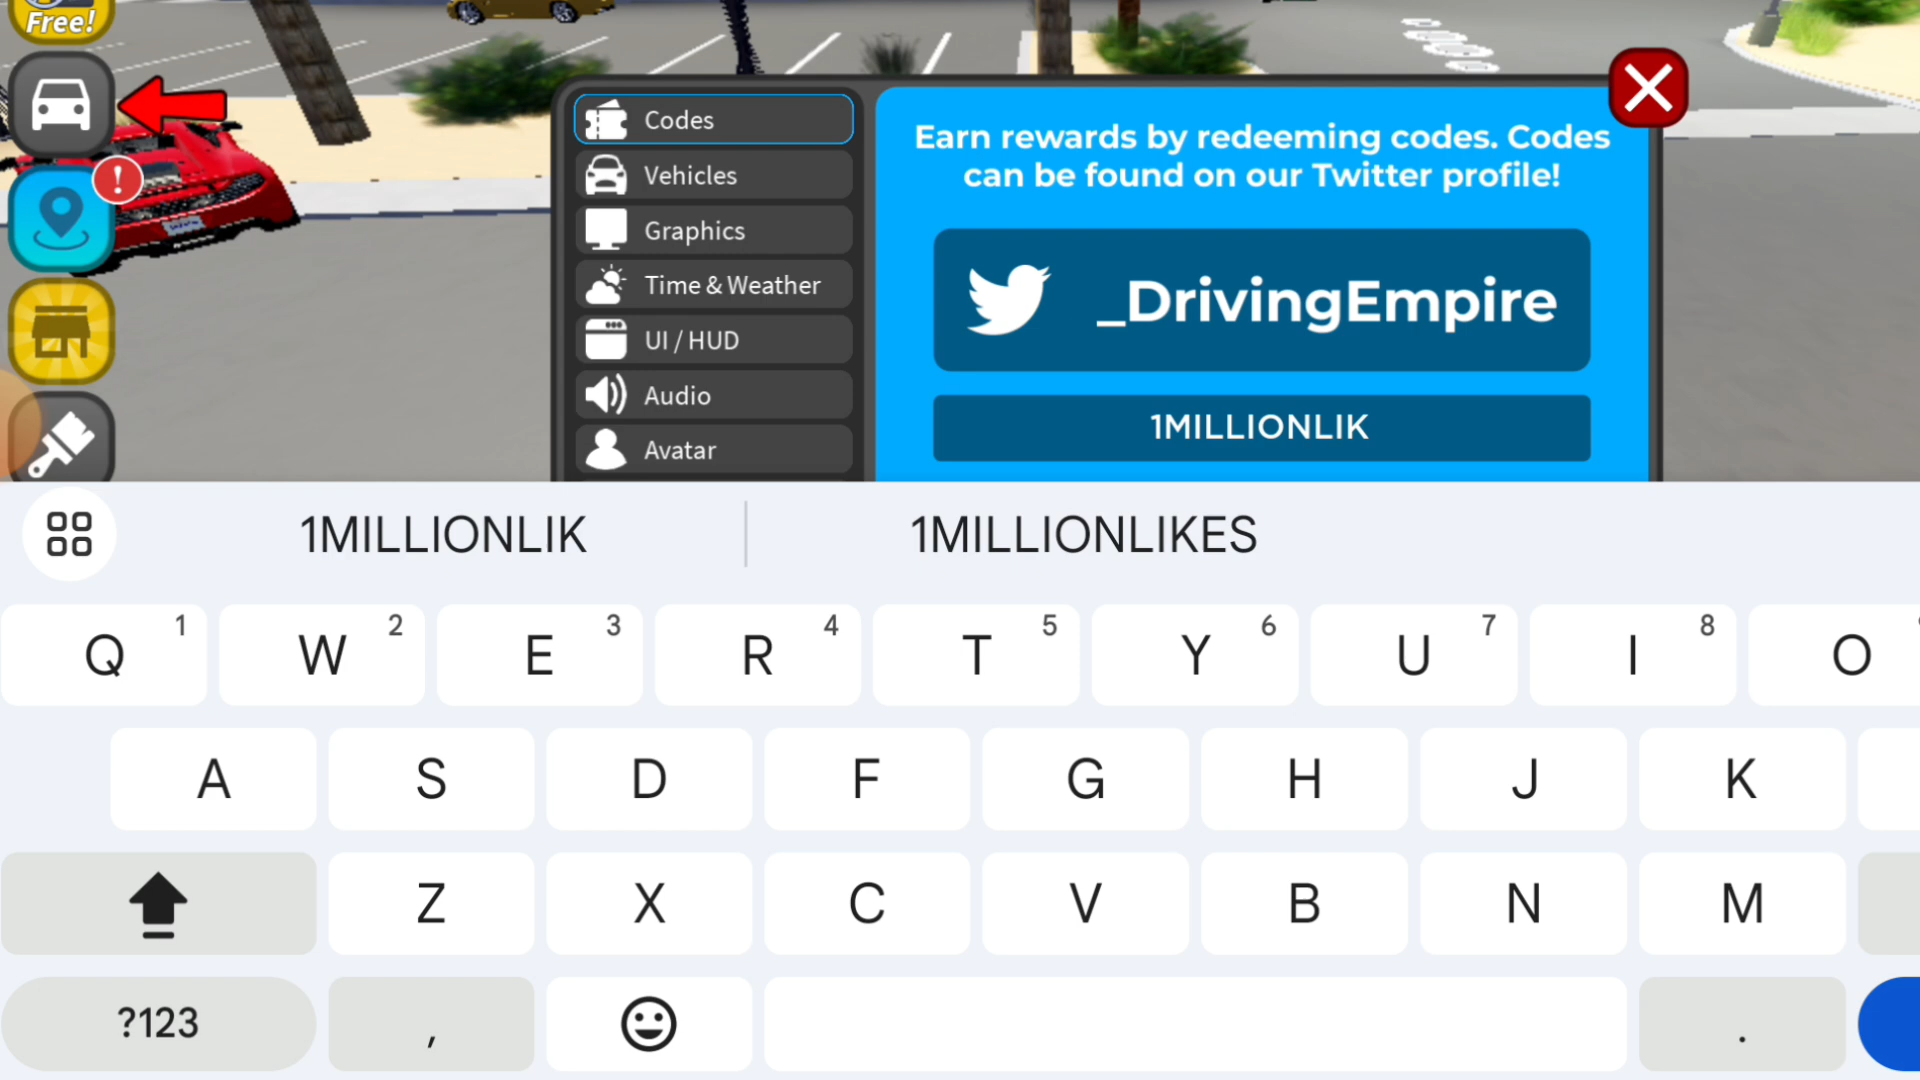 Free!
!
Codes
Vehicles
Graphics
Time & Weather
UI / HUD
Audio
Avatar
Earn rewards by redeeming codes. Codes
can be found on our Twitter profile!
_DrivingEmpire
1MILLIONLIK
1MILLIONLIK 1MILLIONLIKES
Q 1 W 2 E 3 R 4 T 5 Y 6 U 7 I 8 O
A S D F G H J K
Z X C V B N M
?123 , .